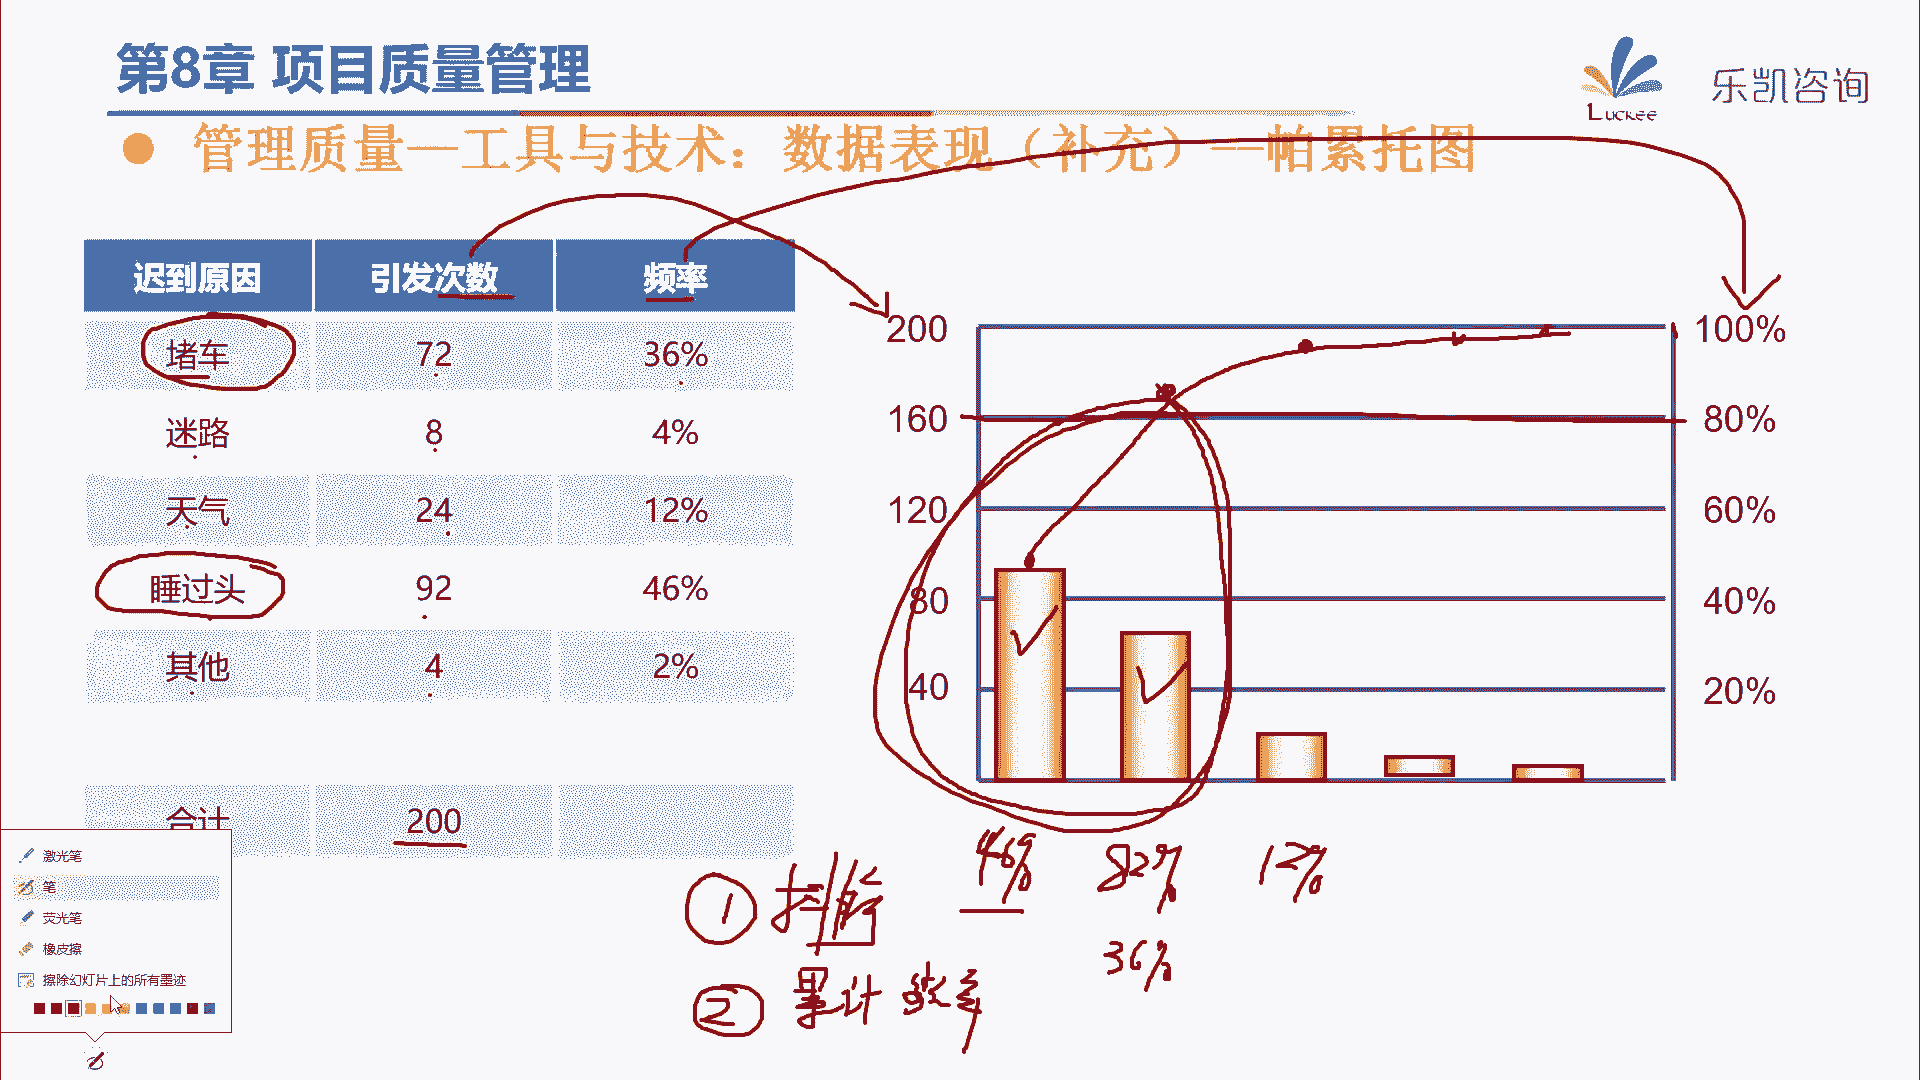 第8章 项目质量管理
Luckee 乐凯咨询
管理质量—工具与技术：数据表现（补充）—帕累托图
迟到原因 引发次数 频率
堵车 72 36%
迷路 8 4%
天气 24 12%
睡过头 92 46%
其他 4 2%
合计 200
200 100%
160 80%
120 60%
80 40%
40 20%
46% 82% 12%
36%
①
② 累计
激光笔
笔
荧光笔
橡皮擦
擦除幻灯片上的所有墨迹